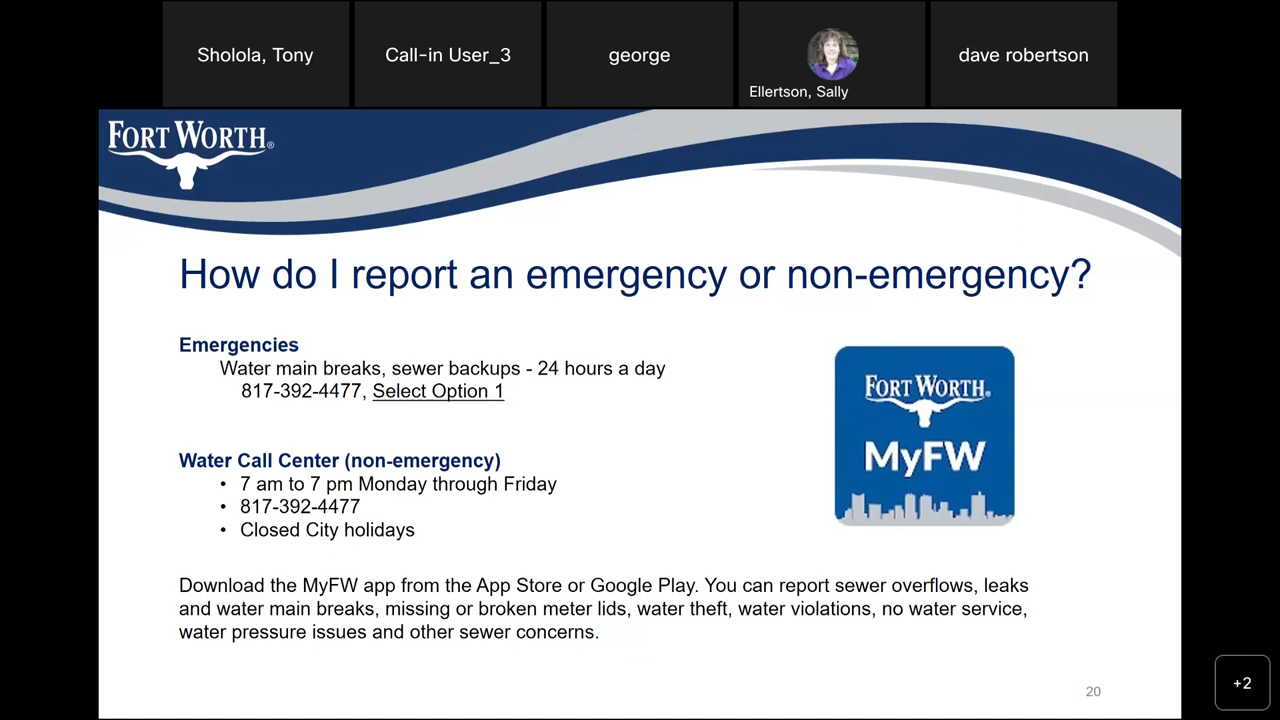 Sholola, Tony
Call-in User_3
george
Ellertson, Sally
dave robertson
FORT WORTH®
How do I report an emergency or non-emergency?
Emergencies
Water main breaks, sewer backups - 24 hours a day
817-392-4477, Select Option 1
FORT WORTH®
MyFW
Water Call Center (non-emergency)
• 7 am to 7 pm Monday through Friday
• 817-392-4477
• Closed City holidays
Download the MyFW app from the App Store or Google Play. You can report sewer overflows, leaks
and water main breaks, missing or broken meter lids, water theft, water violations, no water service,
water pressure issues and other sewer concerns.
20
+2